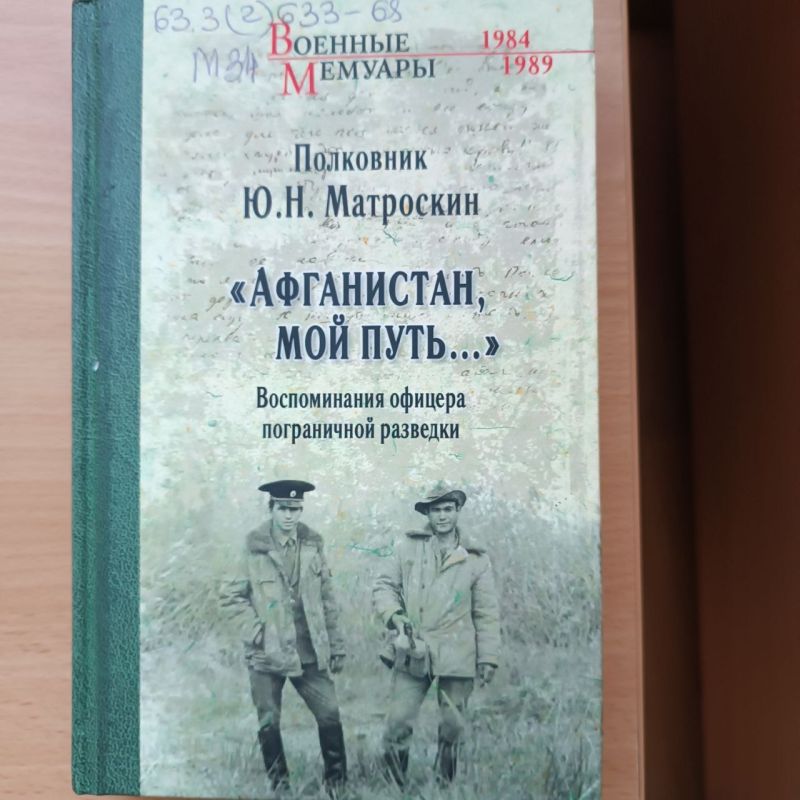 63.3(2)633-68
М34
Военные 1984
Мемуары 1989
Полковник
Ю.Н. Матроскин
«Афганистан,
мой путь...»
Воспоминания офицера
пограничной разведки